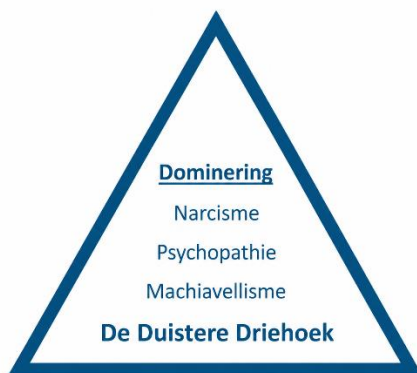 Dominering
Narcisme
Psychopathie
Machiavellisme
De Duistere Driehoek